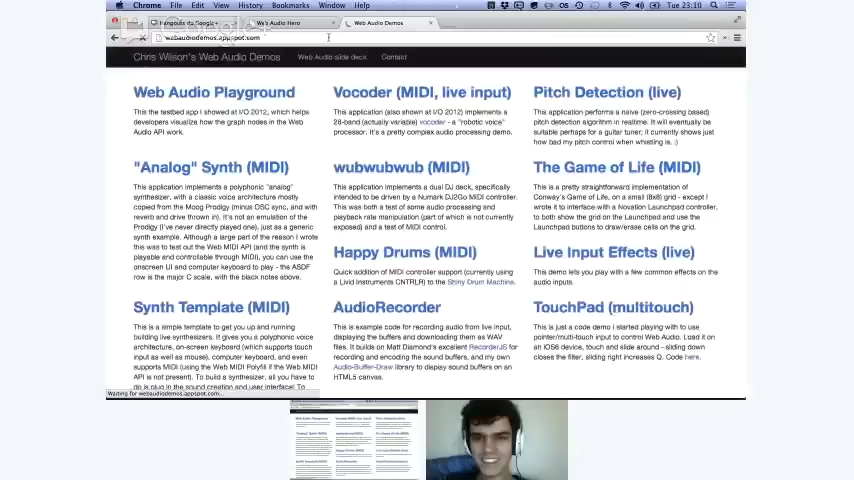 Chrome File Edit View History Bookmarks Window Help Tue 23:10
Hangouts do Google+ Web Audio Hero Web Audio Demos
webaudiodemos.appspot.com
Chris Wilson's Web Audio Demos Web Audio slide deck Contact
Web Audio Playground
This the testbed app I showed at I/O 2012, which helps
developers visualize how the graph nodes in the Web
Audio API work.
Vocoder (MIDI, live input)
This application (also shown at I/O 2012) implements a
28-band (actually variable) vocoder - a "robotic voice"
processor. It's a pretty complex audio processing demo.
Pitch Detection (live)
This application performs a naive (zero-crossing based)
pitch detection algorithm in realtime. It will eventually be
suitable perhaps for a guitar tuner; it currently shows just
how bad my pitch control when whistling is. ;)
"Analog" Synth (MIDI)
This application implements a polyphonic "analog"
synthesizer, with a classic voice architecture mostly
copied from the Moog Prodigy (minus OSC sync, and with
reverb and drive thrown in). It's not an emulation of the
Prodigy (I've never directly played one), just as a generic
synth example. Although a large part of the reason I wrote
this was to test out the Web MIDI API (and the synth is
playable and controllable through MIDI), you can use the
onscreen UI and computer keyboard to play - the ASDF
row is the major C scale, with the black notes above.
wubwubwub (MIDI)
This application implements a dual DJ deck, specifically
intended to be driven by a Numark DJ2Go MIDI controller.
This was both a test of some audio processing and
playback rate manipulation (part of which is not currently
exposed) and a test of MIDI control.
The Game of Life (MIDI)
This is a pretty straightforward implementation of
Conway's Game of Life, on a small (8x8) grid - except I
wrote it to interface with a Novation Launchpad controller,
to both show the grid on the Launchpad and use the
Launchpad buttons to draw/erase cells on the grid.
Happy Drums (MIDI)
Quick addition of MIDI controller support (currently using
a Livid Instruments CNTRLR) to the Shiny Drum Machine.
Live Input Effects (live)
This demo lets you play with a few common effects on the
audio inputs.
Synth Template (MIDI)
This is a simple template to get you up and running
building live synthesizers. It gives you a polyphonic
architecture, on-screen keyboard (which supports touch
input as well as mouse), computer keyboard, and even
supports MIDI (using the Web MIDI Polyfill if the Web MIDI
API is not present). To build a synthesizer, all you have to
do is plug in the sound creation and user interface! To
AudioRecorder
This is example code for recording audio from live input,
displaying the buffers and downloading them as WAV
files. It builds on Matt Diamond's excellent RecorderJS for
recording and encoding the sound buffers, and my own
Audio-Buffer-Draw library to display sound buffers on an
HTML5 canvas.
TouchPad (multitouch)
This is just a code demo I started playing with to use
pointer/multi-touch input to control Web Audio. Load it on
an iOS6 device, touch and slide around - sliding down
closes the filter, sliding right increases Q. Code here.
Waiting for webaudiodemos.appspot.com...